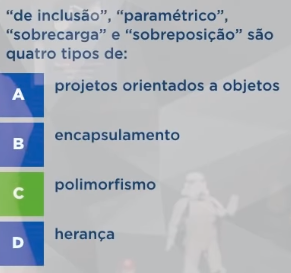 “de inclusão”, “paramétrico”,
“sobrecarga” e “sobreposição” são
quatro tipos de:
A projetos orientados a objetos
B encapsulamento
C polimorfismo
D herança